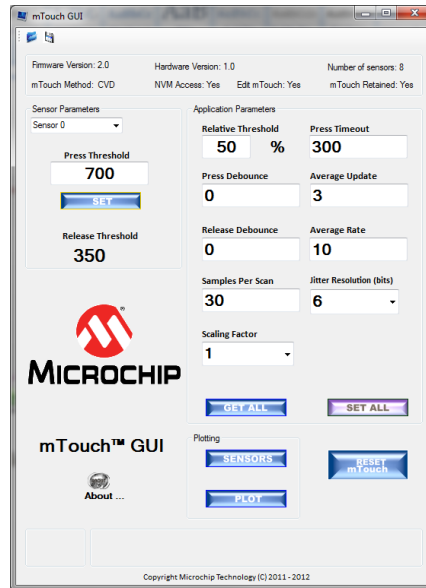 mTouch GUI
Firmware Version: 2.0 Hardware Version: 1.0 Number of sensors: 8
mTouch Method: CVD NVM Access: Yes Edit mTouch: Yes mTouch Retained: Yes
Sensor Parameters
Sensor 0
Press Threshold
700
SET
Release Threshold
350
Application Parameters
Relative Threshold Press Timeout
50 % 300
Press Debounce Average Update
0 3
Release Debounce Average Rate
0 10
Samples Per Scan Jitter Resolution (bits)
30 6
Scaling Factor
1
GET ALL SET ALL
MICROCHIP
®
mTouch™ GUI
About ...
Plotting
SENSORS
PLOT
RESET
mTouch
Copyright Microchip Technology (C) 2011 - 2012